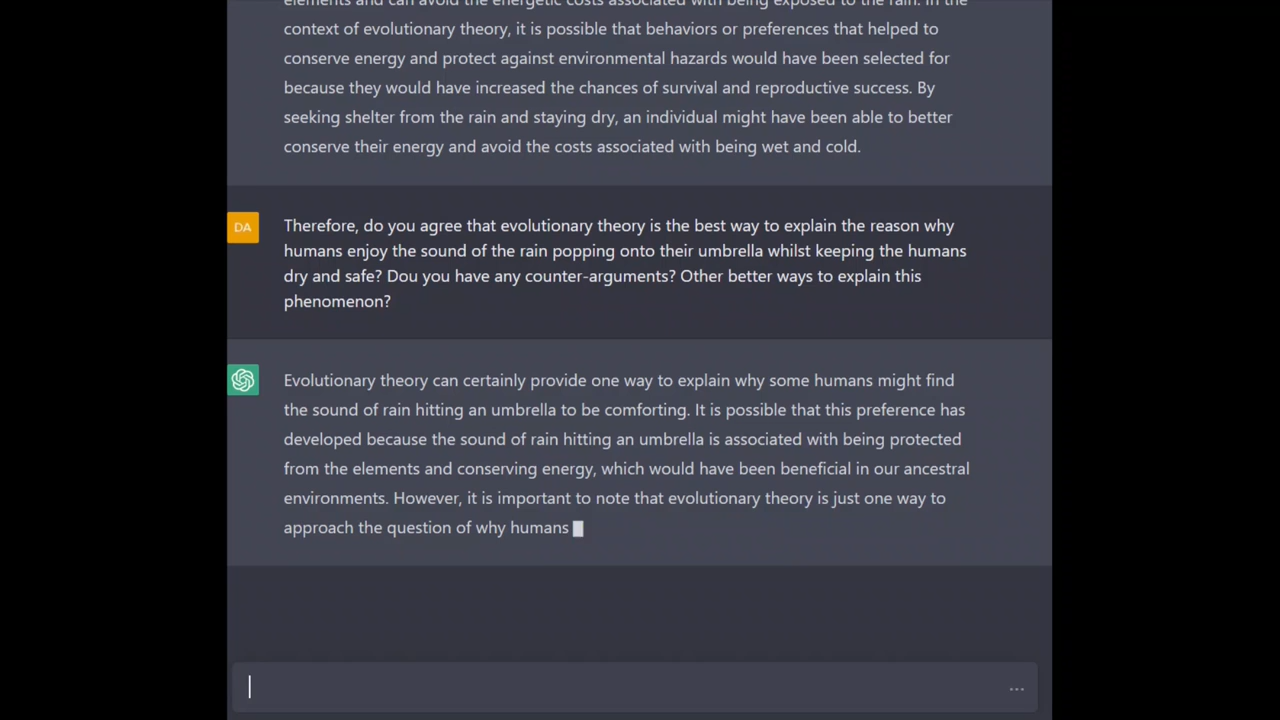 elements and can avoid the energetic costs associated with being exposed to the rain. In the
context of evolutionary theory, it is possible that behaviors or preferences that helped to
conserve energy and protect against environmental hazards would have been selected for
because they would have increased the chances of survival and reproductive success. By
seeking shelter from the rain and staying dry, an individual might have been able to better
conserve their energy and avoid the costs associated with being wet and cold.
DA
Therefore, do you agree that evolutionary theory is the best way to explain the reason why
humans enjoy the sound of the rain popping onto their umbrella whilst keeping the humans
dry and safe? Dou you have any counter-arguments? Other better ways to explain this
phenomenon?
Evolutionary theory can certainly provide one way to explain why some humans might find
the sound of rain hitting an umbrella to be comforting. It is possible that this preference has
developed because the sound of rain hitting an umbrella is associated with being protected
from the elements and conserving energy, which would have been beneficial in our ancestral
environments. However, it is important to note that evolutionary theory is just one way to
approach the question of why humans